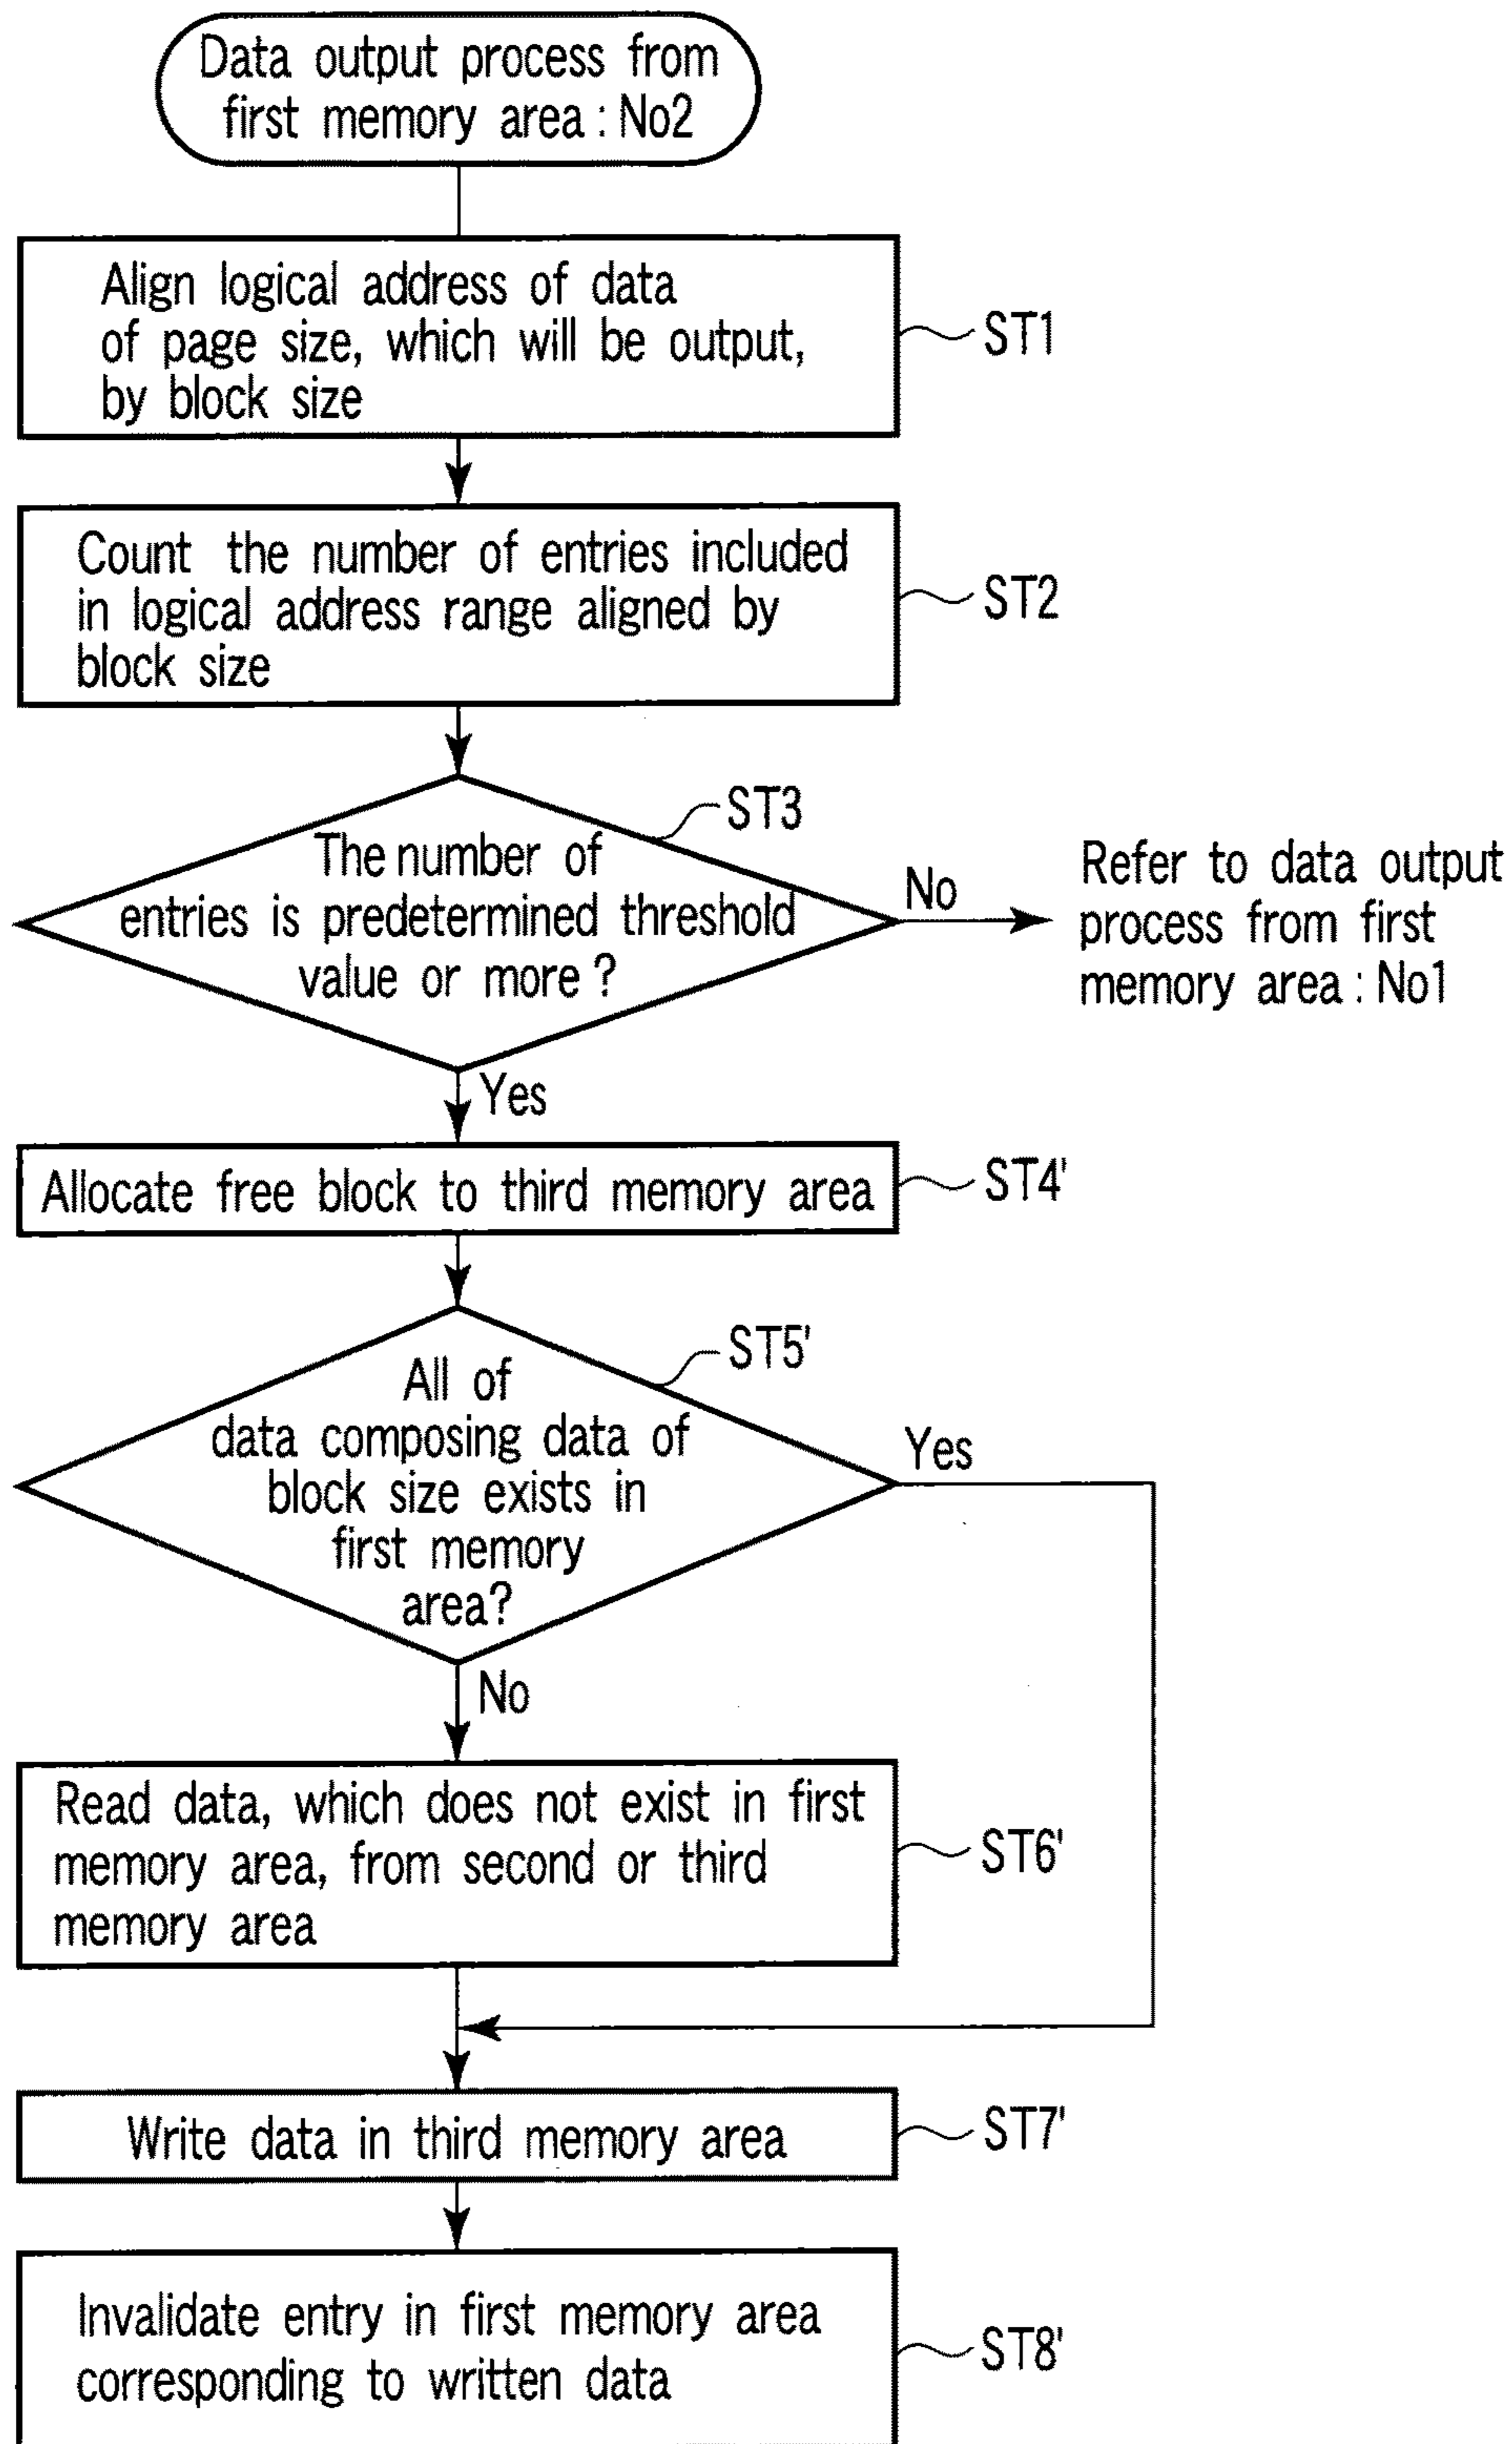 Data output process from
first memory area : No2
Align logical address of data
of page size, which will be output,
by block size
ST1
Count the number of entries included
in logical address range aligned by
block size
ST2
ST3
The number of
entries is predetermined threshold
value or more ?
No
Refer to data output
process from first
memory area : No1
Yes
Allocate free block to third memory area
ST4'
ST5'
All of
data composing data of
block size exists in
first memory
area?
Yes
No
Read data, which does not exist in first
memory area, from second or third
memory area
ST6'
Write data in third memory area
ST7'
Invalidate entry in first memory area
corresponding to written data
ST8'